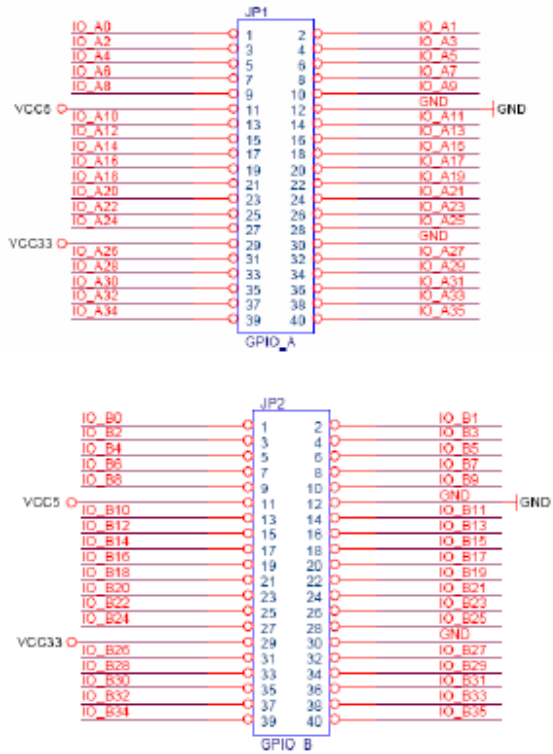 JP1
IO_A0 1 2 IO_A1
IO_A2 3 4 IO_A3
IO_A4 5 6 IO_A5
IO_A6 7 8 IO_A7
IO_A8 9 10 IO_A9
VCC5 11 12 GND GND
IO_A10 13 14 IO_A11
IO_A12 15 16 IO_A13
IO_A14 17 18 IO_A15
IO_A16 19 20 IO_A17
IO_A18 21 22 IO_A19
IO_A20 23 24 IO_A21
IO_A22 25 26 IO_A23
IO_A24 27 28 IO_A25
VCC33 29 30 GND
IO_A26 31 32 IO_A27
IO_A28 33 34 IO_A29
IO_A30 35 36 IO_A31
IO_A32 37 38 IO_A33
IO_A34 39 40 IO_A35
GPIO_A
JP2
IO_B0 1 2 IO_B1
IO_B2 3 4 IO_B3
IO_B4 5 6 IO_B5
IO_B6 7 8 IO_B7
IO_B8 9 10 IO_B9
VCC5 11 12 GND GND
IO_B10 13 14 IO_B11
IO_B12 15 16 IO_B13
IO_B14 17 18 IO_B15
IO_B16 19 20 IO_B17
IO_B18 21 22 IO_B19
IO_B20 23 24 IO_B21
IO_B22 25 26 IO_B23
IO_B24 27 28 IO_B25
VCC33 29 30 GND
IO_B26 31 32 IO_B27
IO_B28 33 34 IO_B29
IO_B30 35 36 IO_B31
IO_B32 37 38 IO_B33
IO_B34 39 40 IO_B35
GPIO_B